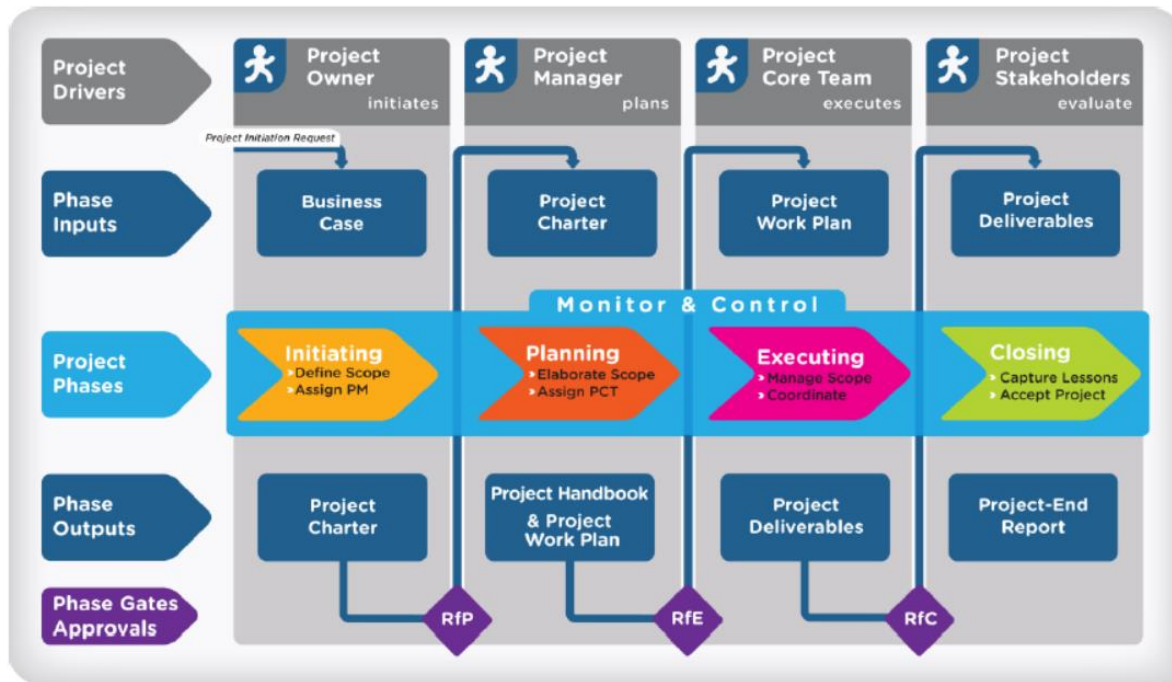 Project
Drivers
Project
Owner
initiates
Project
Manager
plans
Project
Core Team
executes
Project
Stakeholders
evaluate
Project Initiation Request
Phase
Inputs
Business
Case
Project
Charter
Project
Work Plan
Project
Deliverables
Monitor & Control
Project
Phases
Initiating
»Define Scope
»Assign PM
Planning
»Elaborate Scope
»Assign PCT
Executing
»Manage Scope
»Coordinate
Closing
»Capture Lessons
»Accept Project
Phase
Outputs
Project
Charter
Project Handbook
& Project
Work Plan
Project
Deliverables
Project-End
Report
Phase Gates
Approvals
RfP
RfE
RfC